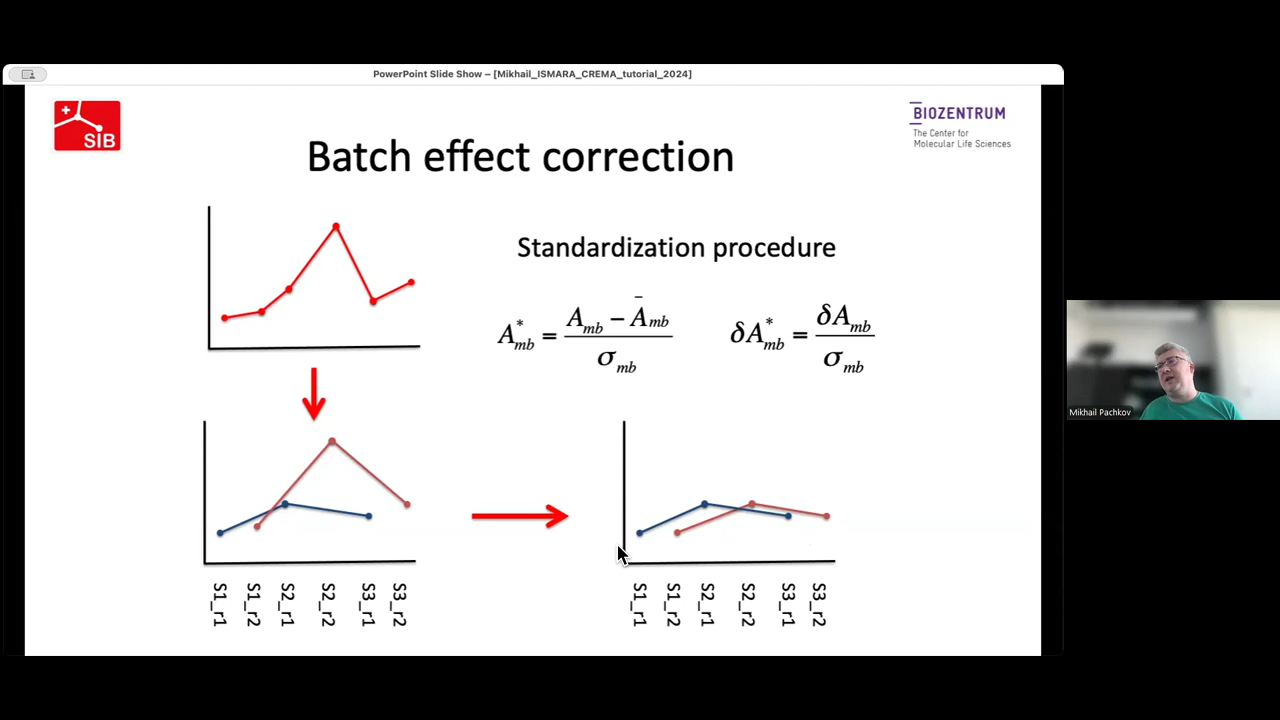 PowerPoint Slide Show – [Mikhail_ISMARA_CREMA_tutorial_2024]
SIB
BIOZENTRUM
The Center for
Molecular Life Sciences
Batch effect correction
Standardization procedure
A*mb = (Amb − Āmb) / σmb
δA*mb = δAmb / σmb
Mikhail Pachkov
S1_r1
S1_r2
S2_r1
S2_r2
S3_r1
S3_r2
S1_r1
S1_r2
S2_r1
S2_r2
S3_r1
S3_r2